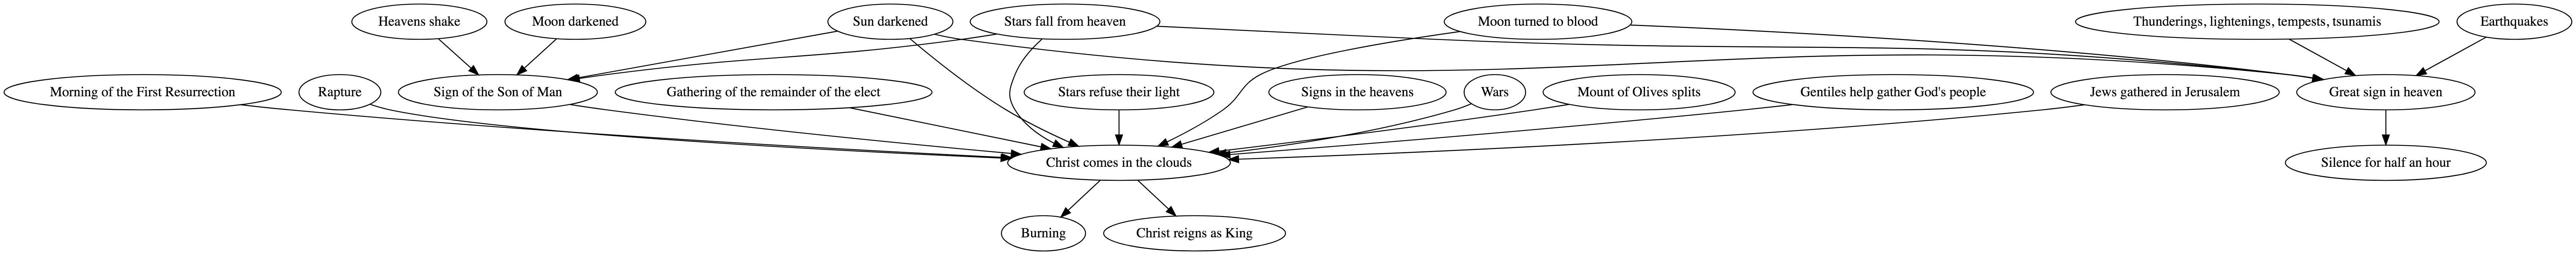 Heavens shake
Moon darkened
Sun darkened
Stars fall from heaven
Moon turned to blood
Thunderings, lightenings, tempests, tsunamis
Earthquakes
Morning of the First Resurrection
Rapture
Sign of the Son of Man
Gathering of the remainder of the elect
Stars refuse their light
Signs in the heavens
Wars
Mount of Olives splits
Gentiles help gather God's people
Jews gathered in Jerusalem
Great sign in heaven
Christ comes in the clouds
Silence for half an hour
Burning
Christ reigns as King